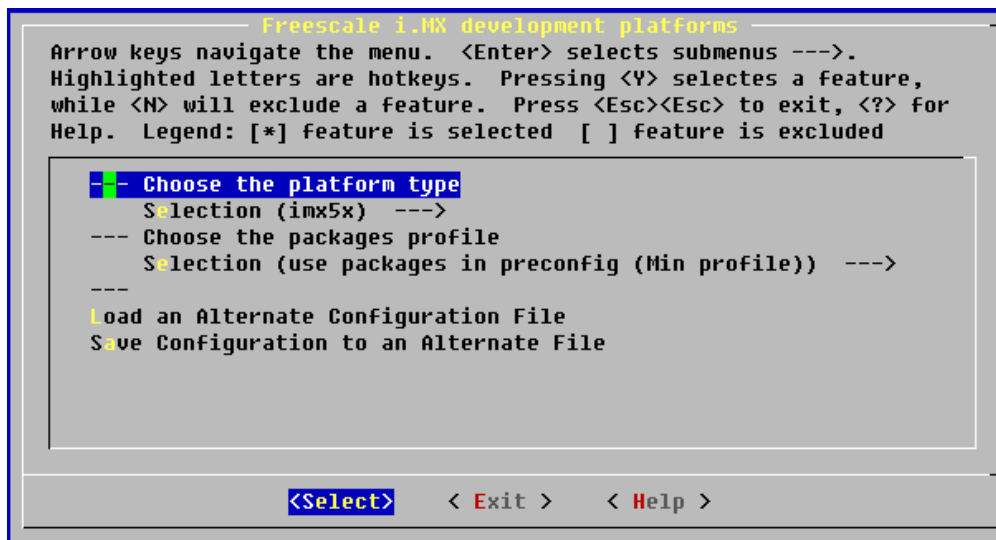 Freescale i.MX development platforms
Arrow keys navigate the menu.  <Enter> selects submenus --->.
Highlighted letters are hotkeys.  Pressing <Y> selectes a feature,
while <N> will exclude a feature.  Press <Esc><Esc> to exit, <?> for
Help.  Legend: [*] feature is selected  [ ] feature is excluded
--- Choose the platform type
Selection (imx5x)  --->
--- Choose the packages profile
Selection (use packages in preconfig (Min profile))  --->
---
Load an Alternate Configuration File
Save Configuration to an Alternate File
<Select>    < Exit >    < Help >